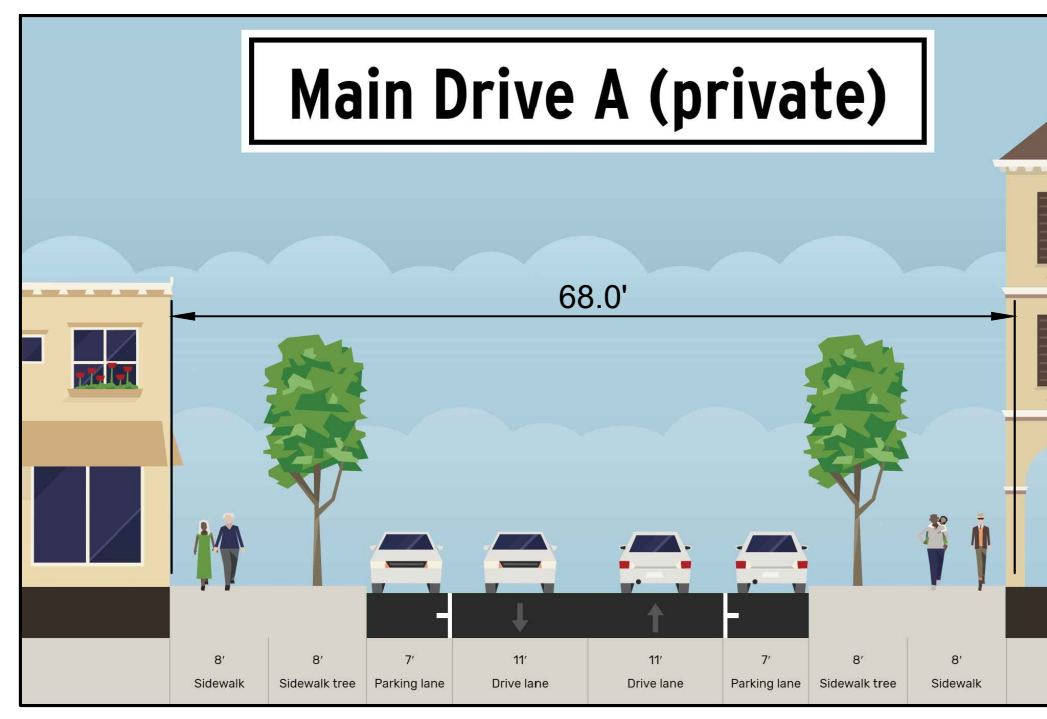 Main Drive A (private)
68.0'
8' 8' 7' 11' 11' 7' 8' 8'
Sidewalk Sidewalk tree Parking lane Drive lane Drive lane Parking lane Sidewalk tree Sidewalk